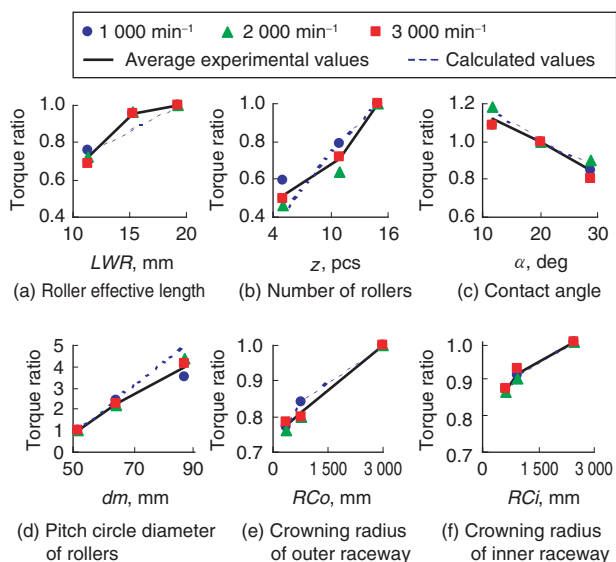 1 000 min⁻¹ 2 000 min⁻¹ 3 000 min⁻¹
Average experimental values Calculated values
Torque ratio
1.0
0.8
0.6
0.4
0.2
0
10 15 20
LWR, mm
(a) Roller effective length
Torque ratio
1.0
0.8
0.6
0.4
4 8 12 16
z, pcs
(b) Number of rollers
Torque ratio
1.2
1.0
0.8
0.6
10 20 30
α, deg
(c) Contact angle
Torque ratio
5
4
3
2
1
0
50 70 90
dm, mm
(d) Pitch circle diameter
of rollers
Torque ratio
1.0
0.9
0.8
0.7
0 1 500 3 000
RCo, mm
(e) Crowning radius
of outer raceway
Torque ratio
1.0
0.9
0.8
0.7
0 1 500 3 000
RCi, mm
(f) Crowning radius
of inner raceway